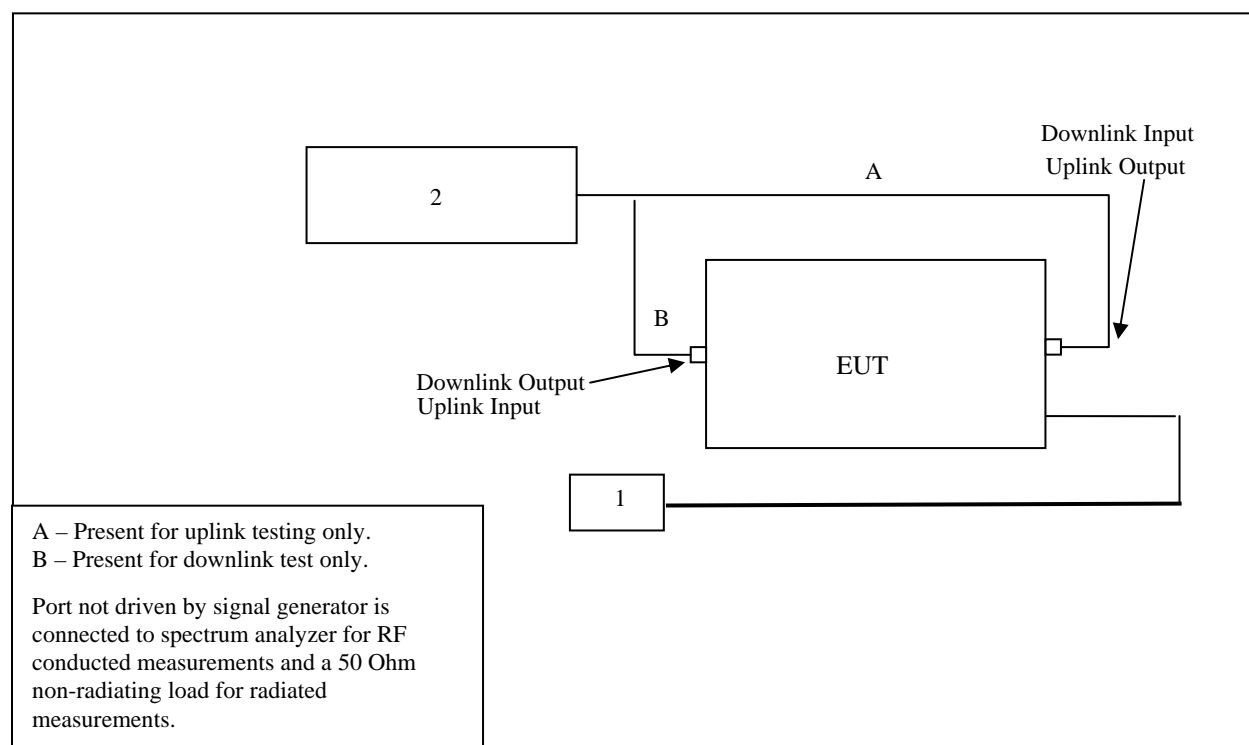 Downlink Input
Uplink Output
A
2
B
EUT
Downlink Output
Uplink Input
1
A – Present for uplink testing only.
B – Present for downlink test only.
Port not driven by signal generator is
connected to spectrum analyzer for RF
conducted measurements and a 50 Ohm
non-radiating load for radiated
measurements.